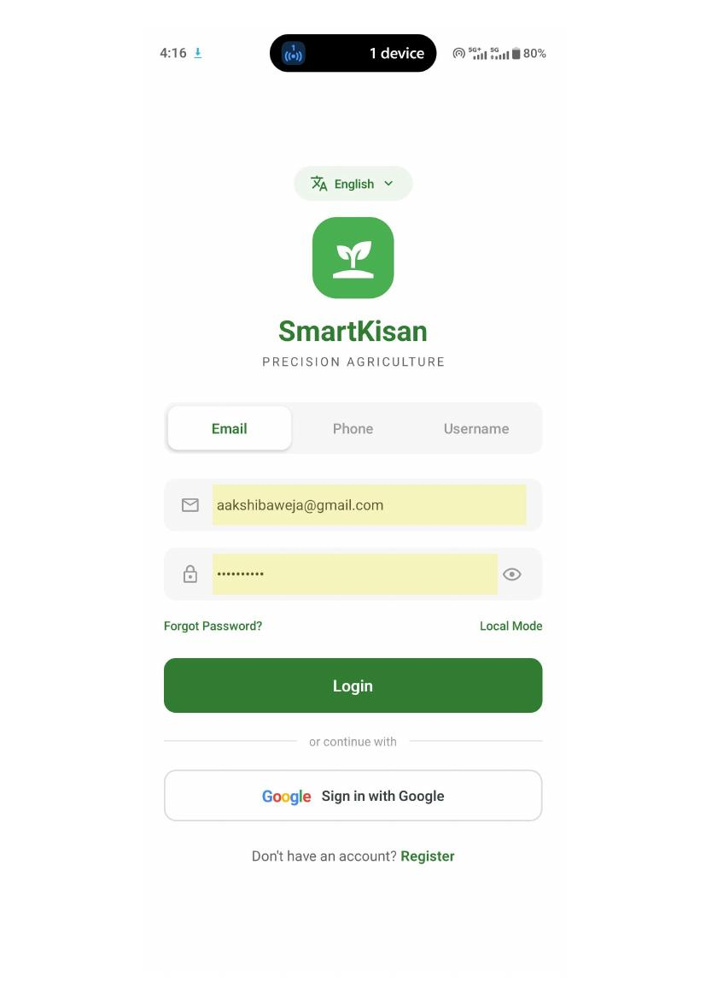 4:16
1
1 device
5G+ 5G 80%
English
SmartKisan
PRECISION AGRICULTURE
Email Phone Username
aakshibaweja@gmail.com
••••••••••
Forgot Password? Local Mode
Login
or continue with
Google Sign in with Google
Don't have an account? Register